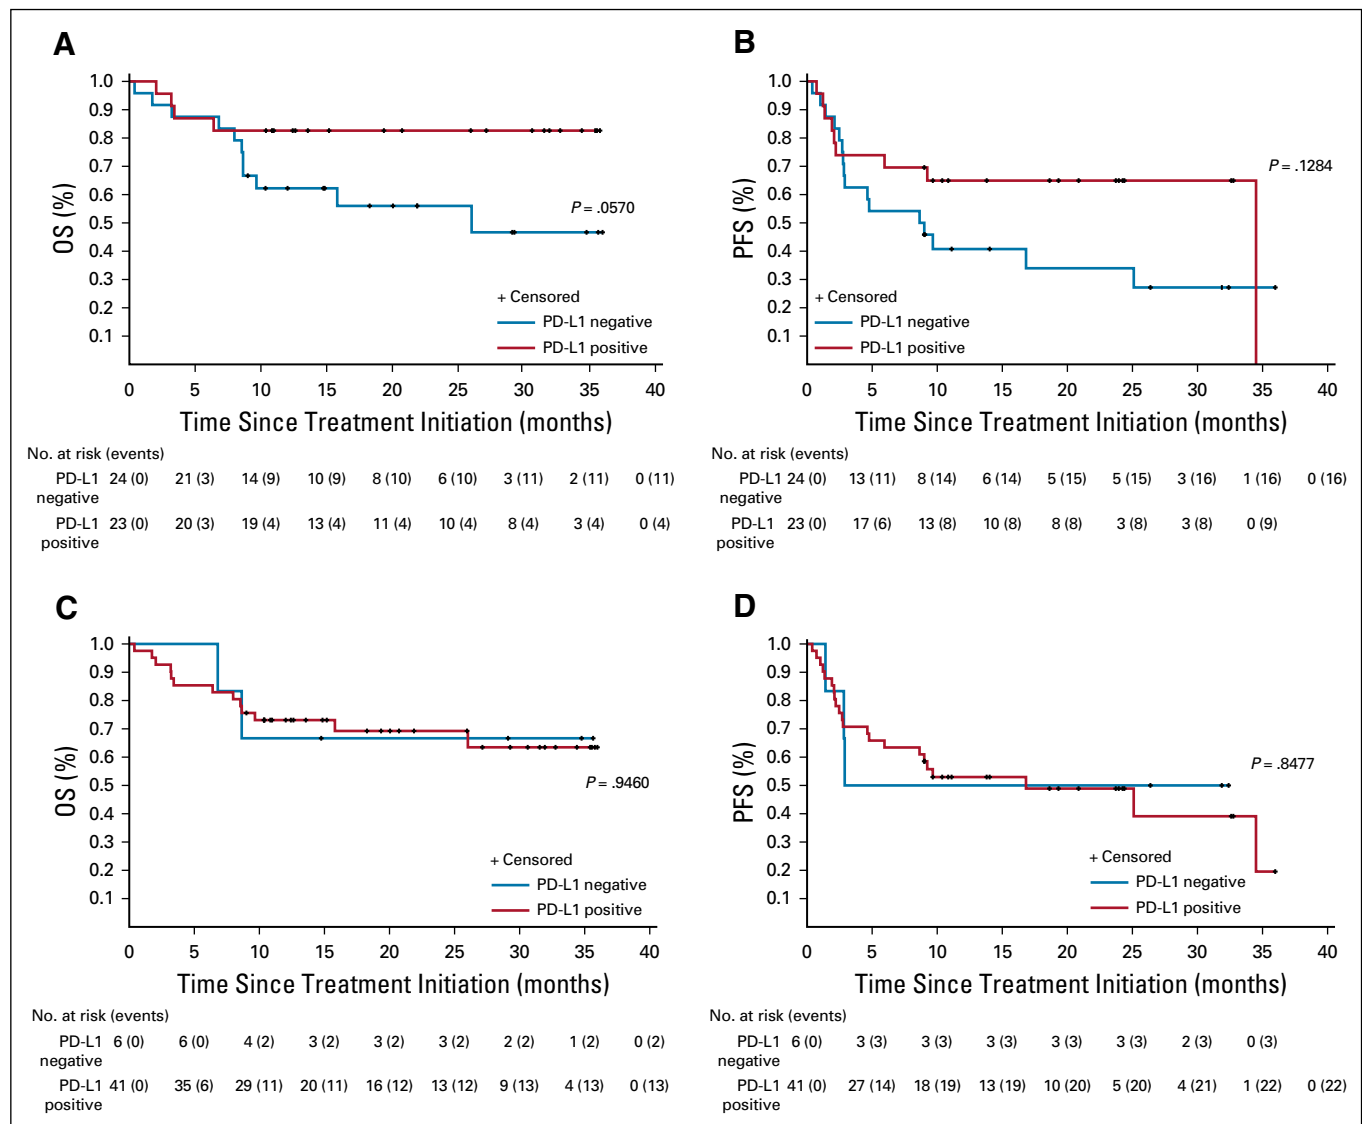 A
1.0
0.9
0.8
0.7
0.6
0.5
0.4
0.3
0.2
0.1
OS (%)
P = .0570
+ Censored
PD-L1 negative
PD-L1 positive
0 5 10 15 20 25 30 35 40
Time Since Treatment Initiation (months)
No. at risk (events)
PD-L1 24 (0) 21 (3) 14 (9) 10 (9) 8 (10) 6 (10) 3 (11) 2 (11) 0 (11)
negative
PD-L1 23 (0) 20 (3) 19 (4) 13 (4) 11 (4) 10 (4) 8 (4) 3 (4) 0 (4)
positive
B
1.0
0.9
0.8
0.7
0.6
0.5
0.4
0.3
0.2
0.1
PFS (%)
P = .1284
+ Censored
PD-L1 negative
PD-L1 positive
0 5 10 15 20 25 30 35 40
Time Since Treatment Initiation (months)
No. at risk (events)
PD-L1 24 (0) 13 (11) 8 (14) 6 (14) 5 (15) 5 (15) 3 (16) 1 (16) 0 (16)
negative
PD-L1 23 (0) 17 (6) 13 (8) 10 (8) 8 (8) 3 (8) 3 (8) 0 (9)
positive
C
1.0
0.9
0.8
0.7
0.6
0.5
0.4
0.3
0.2
0.1
OS (%)
P = .9460
+ Censored
PD-L1 negative
PD-L1 positive
0 5 10 15 20 25 30 35 40
Time Since Treatment Initiation (months)
No. at risk (events)
PD-L1 6 (0) 6 (0) 4 (2) 3 (2) 3 (2) 3 (2) 2 (2) 1 (2) 0 (2)
negative
PD-L1 41 (0) 35 (6) 29 (11) 20 (11) 16 (12) 13 (12) 9 (13) 4 (13) 0 (13)
positive
D
1.0
0.9
0.8
0.7
0.6
0.5
0.4
0.3
0.2
0.1
PFS (%)
P = .8477
+ Censored
PD-L1 negative
PD-L1 positive
0 5 10 15 20 25 30 35 40
Time Since Treatment Initiation (months)
No. at risk (events)
PD-L1 6 (0) 3 (3) 3 (3) 3 (3) 3 (3) 3 (3) 2 (3) 0 (3)
negative
PD-L1 41 (0) 27 (14) 18 (19) 13 (19) 10 (20) 5 (20) 4 (21) 1 (22) 0 (22)
positive